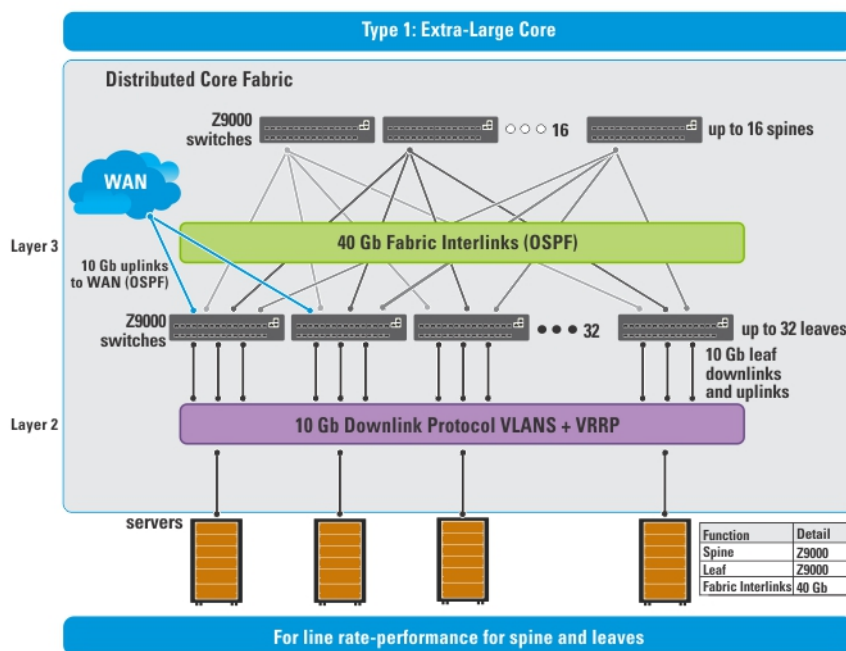 Type 1: Extra-Large Core
Distributed Core Fabric
Z9000
switches
16
up to 16 spines
WAN
Layer 3
40 Gb Fabric Interlinks (OSPF)
10 Gb uplinks
to WAN (OSPF)
Z9000
switches
32
up to 32 leaves
10 Gb leaf
downlinks
and uplinks
Layer 2
10 Gb Downlink Protocol VLANS + VRRP
servers
Function Detail
Spine Z9000
Leaf Z9000
Fabric Interlinks 40 Gb
For line rate-performance for spine and leaves